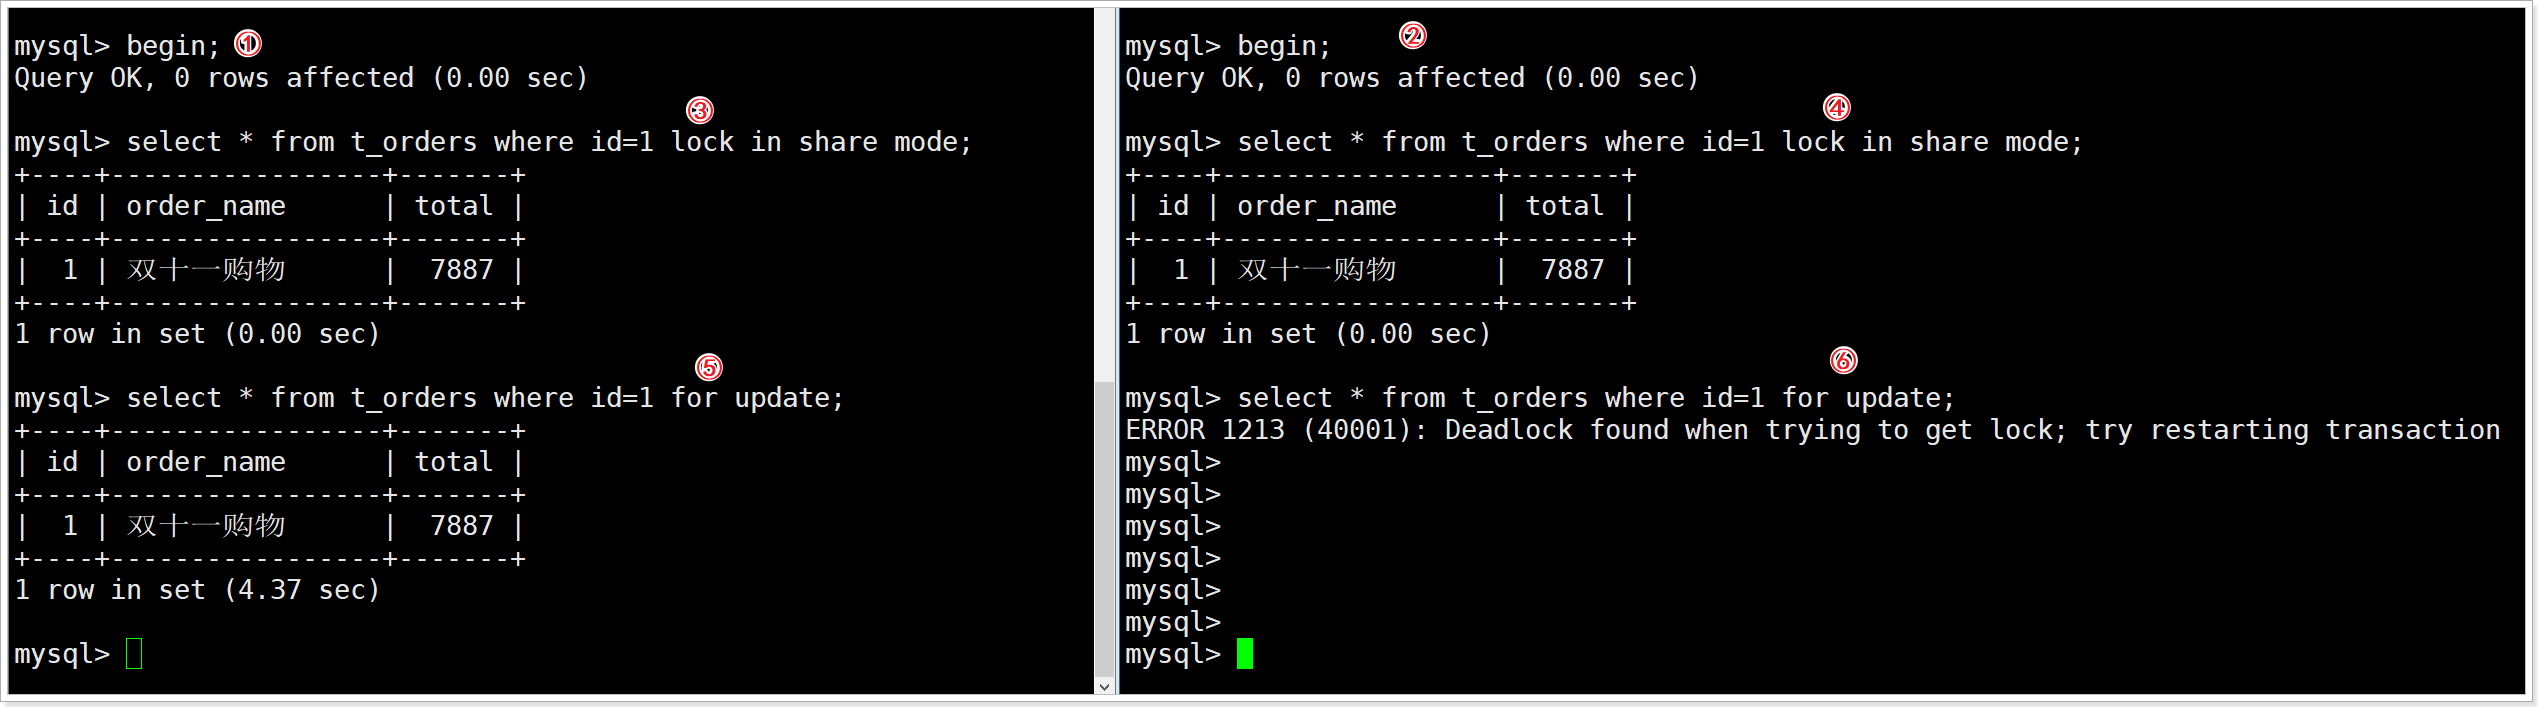 mysql> begin; ①
Query OK, 0 rows affected (0.00 sec)
③
mysql> select * from t_orders where id=1 lock in share mode;
+----+-----------------+-------+
| id | order_name      | total |
+----+-----------------+-------+
|  1 | 双十一购物      |  7887 |
+----+-----------------+-------+
1 row in set (0.00 sec)
⑤
mysql> select * from t_orders where id=1 for update;
+----+-----------------+-------+
| id | order_name      | total |
+----+-----------------+-------+
|  1 | 双十一购物      |  7887 |
+----+-----------------+-------+
1 row in set (4.37 sec)
mysql>
②
mysql> begin;
Query OK, 0 rows affected (0.00 sec)
④
mysql> select * from t_orders where id=1 lock in share mode;
+----+-----------------+-------+
| id | order_name      | total |
+----+-----------------+-------+
|  1 | 双十一购物      |  7887 |
+----+-----------------+-------+
1 row in set (0.00 sec)
⑥
mysql> select * from t_orders where id=1 for update;
ERROR 1213 (40001): Deadlock found when trying to get lock; try restarting transaction
mysql>
mysql>
mysql>
mysql>
mysql>
mysql>
mysql>